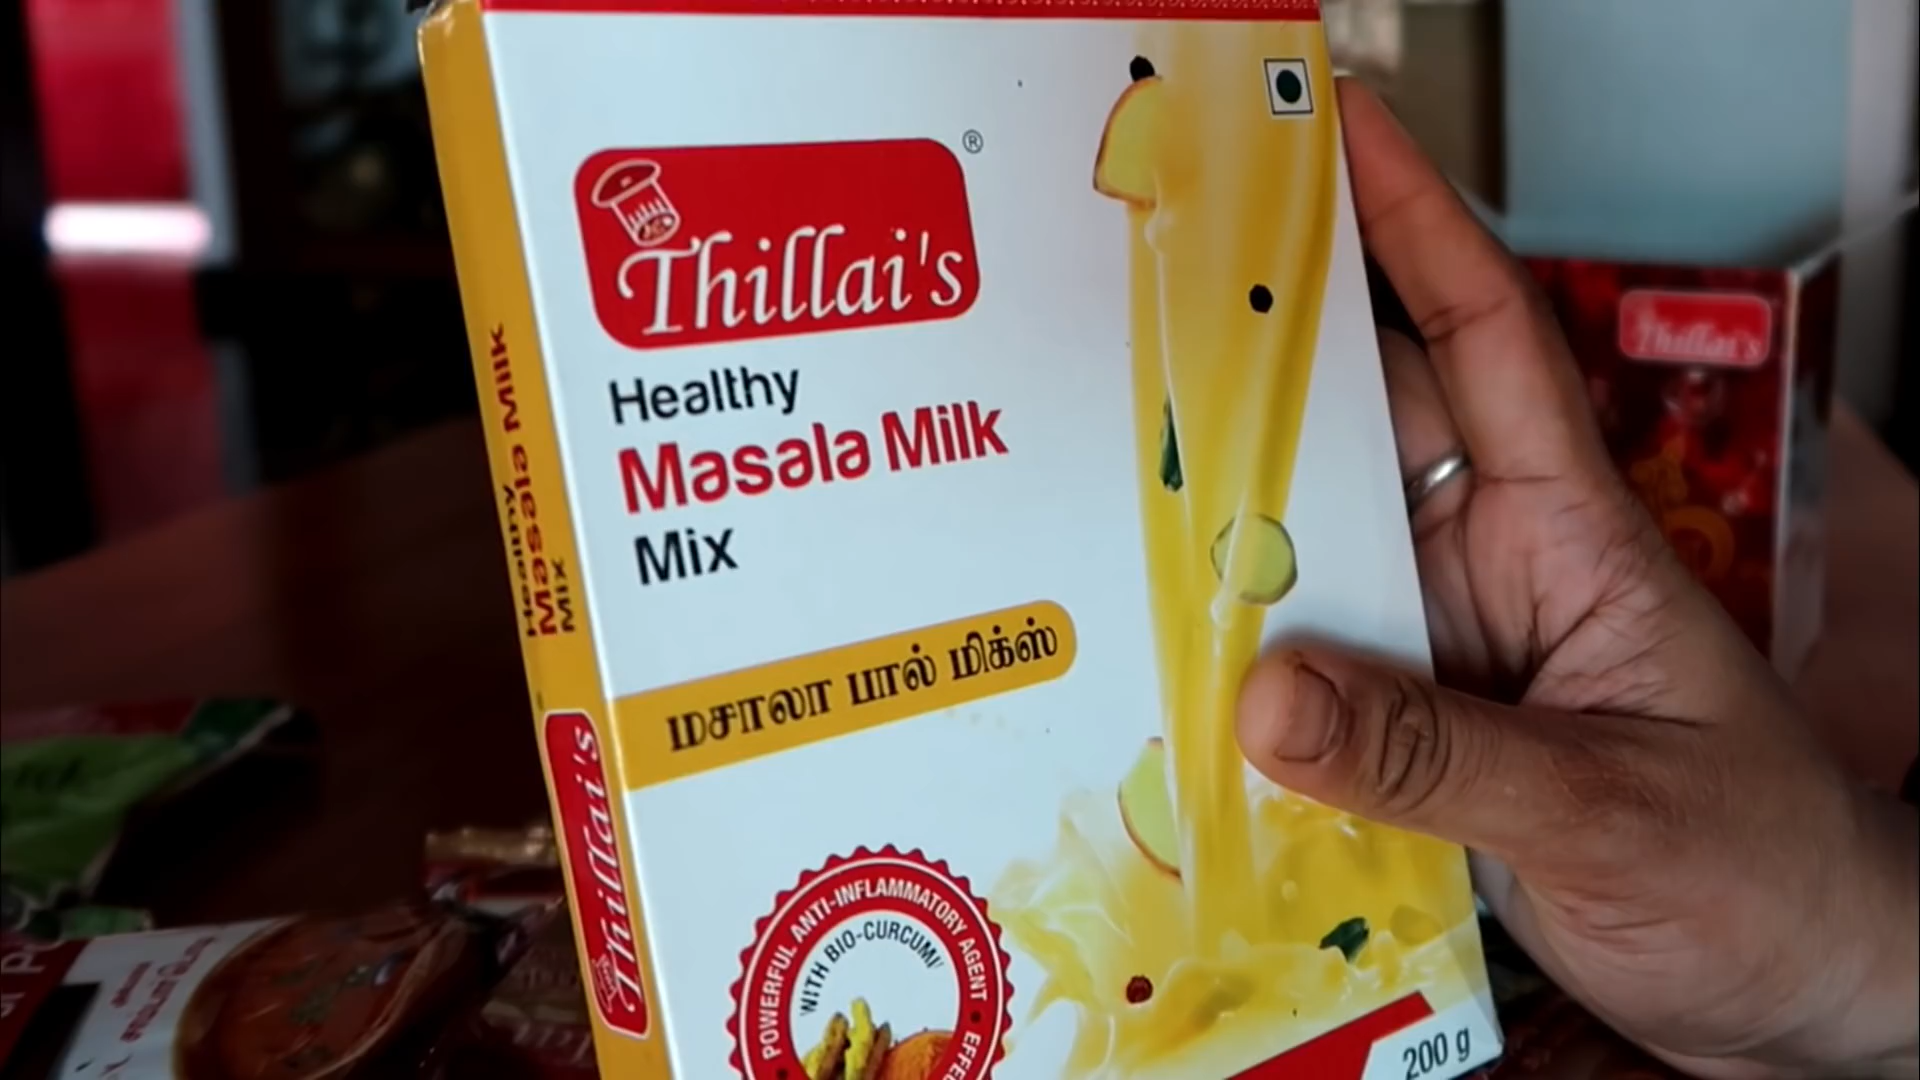 Thillai's
®
Healthy
Masala Milk
Mix
மசாலா பால் மிக்ஸ்
POWERFUL ANTI-INFLAMMATORY AGENT
WITH BIO-CURCUMI
200 g
Healthy
Masala Milk
Mix
Thillai's
Thillai's